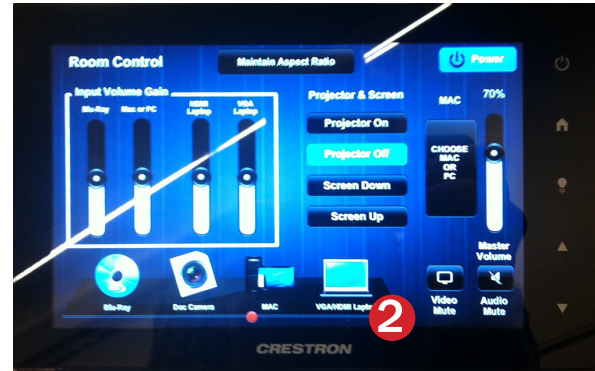 Room Control
Maintain Aspect Ratio
Power
Input Volume Gain
Blu-Ray
Mac or PC
HDMI
Laptop
VGA
Laptop
Projector & Screen
Projector On
Projector Off
Screen Down
Screen Up
MAC
70%
CHOOSE
MAC
OR
PC
Master
Volume
Blu-Ray
Doc Camera
MAC
VGA/HDMI Laptop
2
Video
Mute
Audio
Mute
CRESTRON